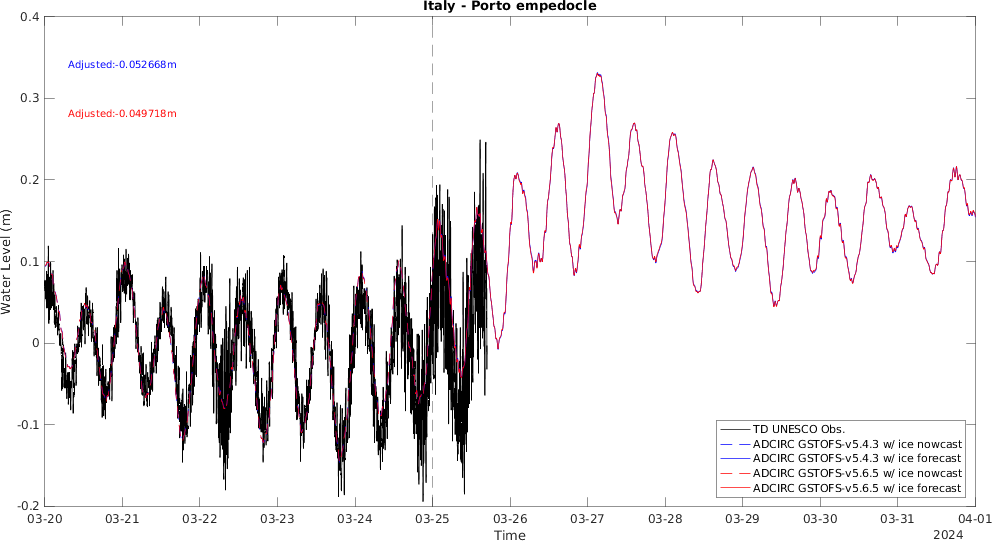 Italy - Porto empedocle
0.4
0.3
0.2
0.1
0
-0.1
-0.2
Water Level (m)
Adjusted:-0.052668m
Adjusted:-0.049718m
TD UNESCO Obs.
ADCIRC GSTOFS-v5.4.3 w/ ice nowcast
ADCIRC GSTOFS-v5.4.3 w/ ice forecast
ADCIRC GSTOFS-v5.6.5 w/ ice nowcast
ADCIRC GSTOFS-v5.6.5 w/ ice forecast
03-20 03-21 03-22 03-23 03-24 03-25 03-26 03-27 03-28 03-29 03-30 03-31 04-01
Time
2024